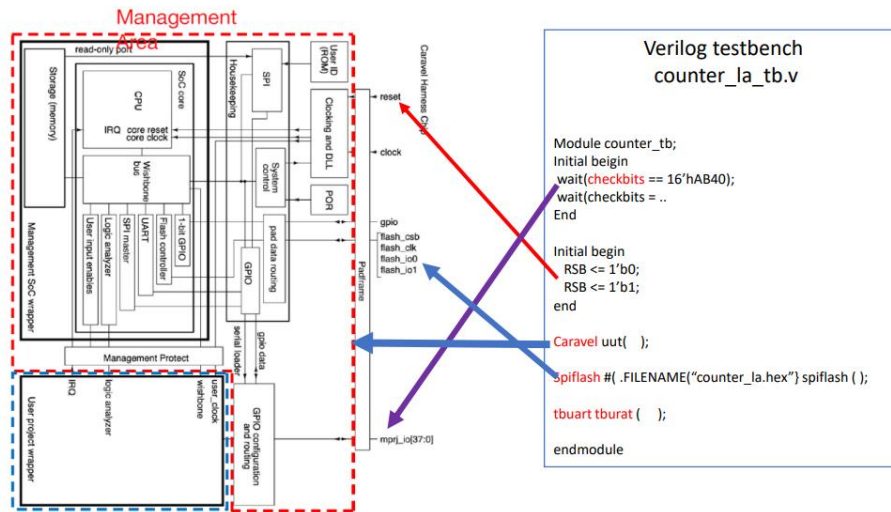 Management
Area
read-only port
Storage (memory)
SoC core
CPU
IRQ
core reset
core clock
Wishbone
bus
User input enables
Logic analyzer
SPI master
UART
Flash controller
1-bit GPIO
Management SoC wrapper
Housekeeping
SPI
User ID
(ROM)
Clocking and DLL
System
control
POR
pad data routing
GPIO
serial loader
gpio data
Caravel Harness Chip
Padframe
reset
clock
gpio
flash_csb
flash_clk
flash_io0
flash_io1
Management Protect
IRQ
logic analyzer
wishbone
user_clock
User project wrapper
GPIO configuration
and routing
mprj_io[37:0]
Verilog testbench
counter_la_tb.v
Module counter_tb;
Initial beigin
wait(checkbits == 16'hAB40);
wait(checkbits = ..
End
Initial begin
RSB <= 1'b0;
RSB <= 1'b1;
end
Caravel uut( );
Spiflash #( .FILENAME("counter_la.hex"} spiflash ( );
tbuart tburat ( );
endmodule